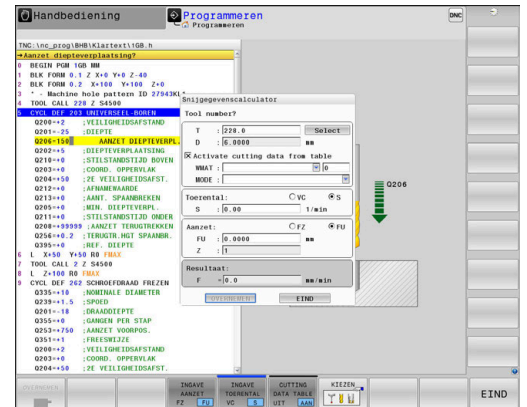 Handbediening
Programmeren
Programmeren
DNC
TNC:\nc_prog\BHB\Klartext\1GB.h
→Aanzet diepteverplaatsing?
0 BEGIN PGM 1GB MM
1 BLK FORM 0.1 Z X+0 Y+0 Z-40
2 BLK FORM 0.2 X+100 Y+100 Z+0
3 * - Machine hole pattern ID 27943KL
4 TOOL CALL 228 Z S4500
5 CYCL DEF 203 UNIVERSEEL-BOREN
Q200=+2 ;VEILIGHEIDSAFSTAND
Q201=-25 ;DIEPTE
Q206=150 AANZET DIEPTEVERPL.
Q202=+5 ;DIEPTEVERPLAATSING
Q210=+0 ;STILSTANDSTIJD BOVEN
Q203=+0 ;COORD. OPPERVLAK
Q204=+50 ;2E VEILIGHEIDSAFST.
Q212=+0 ;AFNAMEWAARDE
Q213=+0 ;AANT. SPAANBREKEN
Q205=+0 ;MIN. DIEPTEVERPL.
Q211=+0 ;STILSTANDSTIJD ONDER
Q208=+99999 ;AANZET TERUGTREKKEN
Q256=+0.2 ;TERUGTR.HGT SPAANBR.
Q395=+0 ;REF. DIEPTE
6 L X+50 Y+50 R0 FMAX
7 TOOL CALL 2 Z S4500
8 L Z+100 R0 FMAX
9 CYCL DEF 262 SCHROEFDRAAD FREZEN
Q335=+10 ;NOMINALE DIAMETER
Q239=+1.5 ;SPOED
Q201=-18 ;DRAADDIEPTE
Q355=+0 ;GANGEN PER STAP
Q253=+750 ;AANZET VOORPOS.
Q351=+1 ;FREESWIJZE
Q200=+2 ;VEILIGHEIDSAFSTAND
Q203=+0 ;COORD. OPPERVLAK
Q204=+50 ;2E VEILIGHEIDSAFST.
Snijgegevenscalculator
Tool number?
T : 228.0 Select
D : 6.0000 mm
Activate cutting data from table
WMAT : 0
MODE :
Toerental: VC S
S : 0.00 1/min
Aanzet: FZ FU
FU : 0.0000 mm
Z : 1
Resultaat:
F = 0.0 mm/min
OVERNEMEN EIND
Q206
OVERNEMEN
INGAVE AANZET FZ FU
INGAVE TOERENTAL VC S
CUTTING DATA TABLE UIT AAN
KIEZEN
EIND